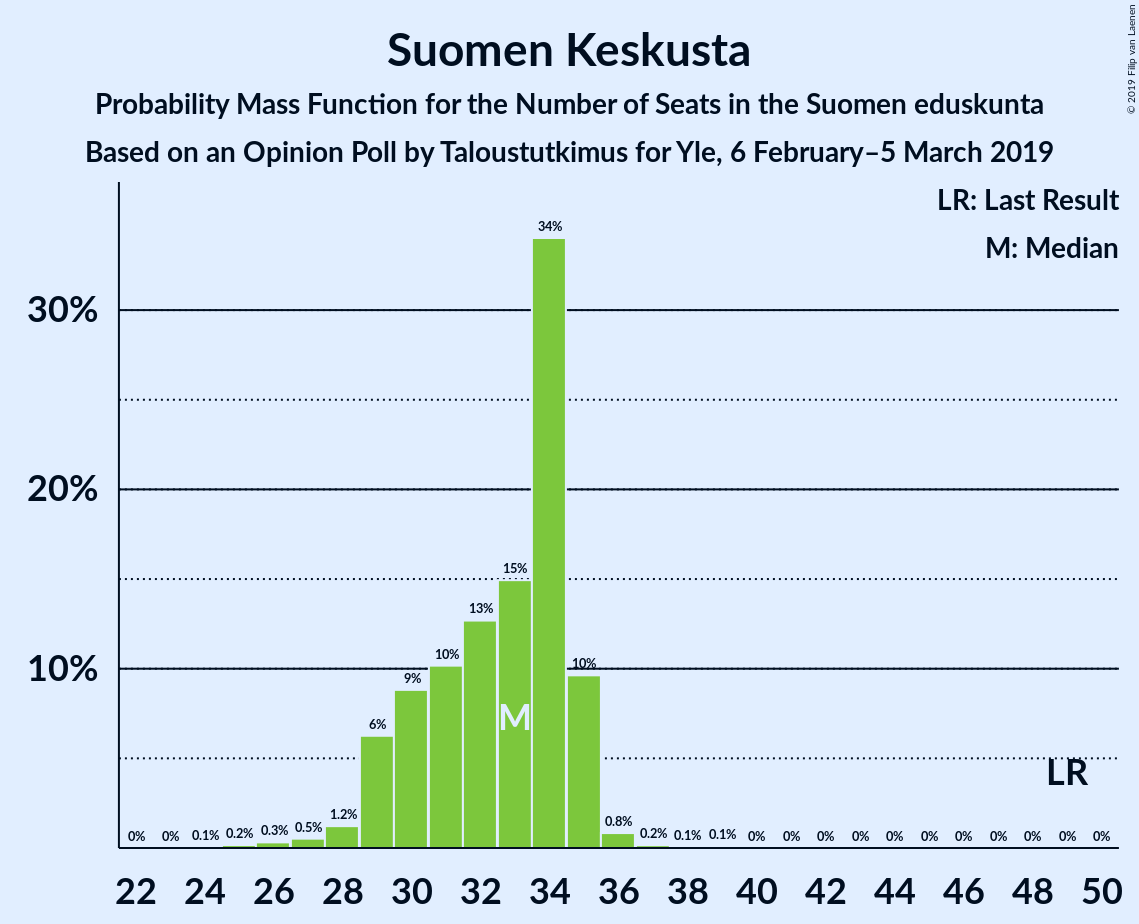 Suomen Keskusta
Probability Mass Function for the Number of Seats in the Suomen eduskunta
Based on an Opinion Poll by Taloustutkimus for Yle, 6 February–5 March 2019
© 2019 Filip van Laenen
LR: Last Result
M: Median
30%
20%
10%
0% 0% 0.1% 0.2% 0.3% 0.5% 1.2% 6% 9% 10% 13% 15% 34% 10% 0.8% 0.2% 0.1% 0.1% 0% 0% 0% 0% 0% 0% 0% 0% 0% 0% 0%
M
LR
22 24 26 28 30 32 34 36 38 40 42 44 46 48 50